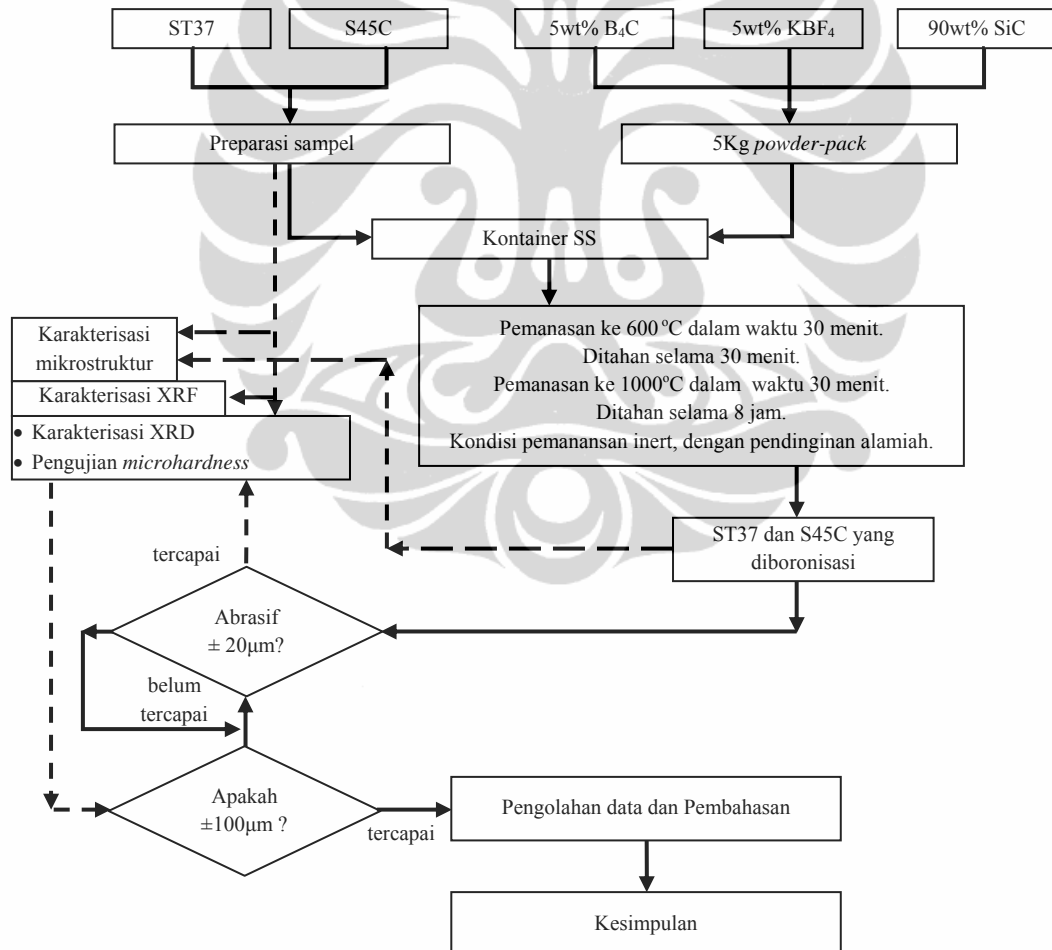 ST37
S45C
5wt% B₄C
5wt% KBF₄
90wt% SiC
Preparasi sampel
5Kg powder-pack
Kontainer SS
Pemanasan ke 600 °C dalam waktu 30 menit.
Ditahan selama 30 menit.
Pemanasan ke 1000°C dalam waktu 30 menit.
Ditahan selama 8 jam.
Kondisi pemanansan inert, dengan pendinginan alamiah.
Karakterisasi
mikrostruktur
Karakterisasi XRF
• Karakterisasi XRD
• Pengujian microhardness
ST37 dan S45C yang
diboronisasi
tercapai
Abrasif
± 20μm?
belum
tercapai
Apakah
±100μm ?
tercapai
Pengolahan data dan Pembahasan
Kesimpulan